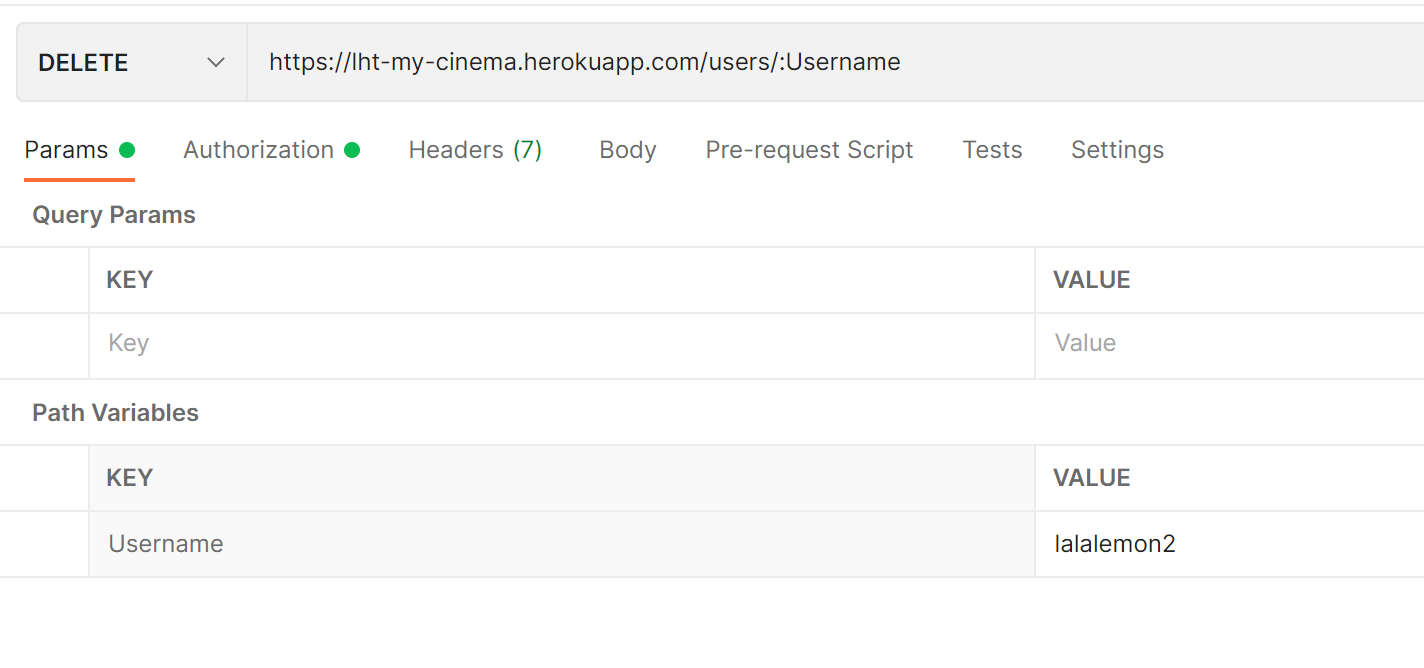 DELETE https://lht-my-cinema.herokuapp.com/users/:Username
Params Authorization Headers (7) Body Pre-request Script Tests Settings
Query Params
KEY VALUE
Key Value
Path Variables
KEY VALUE
Username lalalemon2